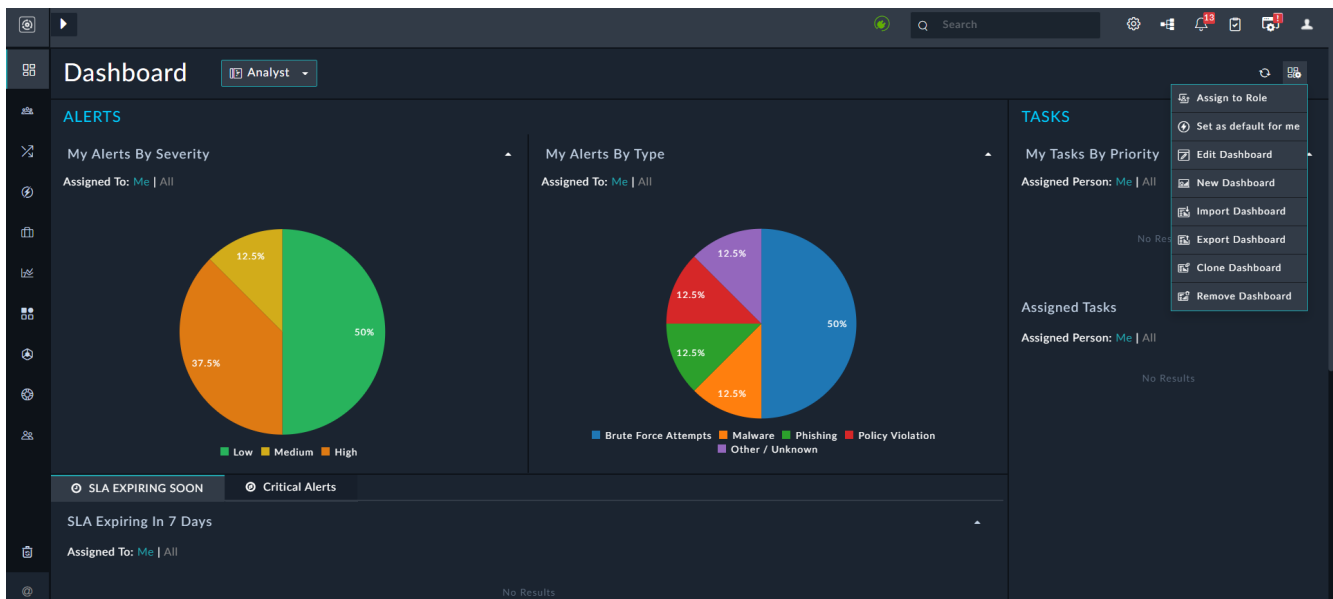 Search
13
!
Dashboard
Analyst
Assign to Role
Set as default for me
Edit Dashboard
New Dashboard
Import Dashboard
Export Dashboard
Clone Dashboard
Remove Dashboard
ALERTS
My Alerts By Severity
Assigned To: Me | All
12.5%
50%
37.5%
Low Medium High
My Alerts By Type
Assigned To: Me | All
12.5%
12.5%
50%
12.5%
12.5%
Brute Force Attempts Malware Phishing Policy Violation
Other / Unknown
TASKS
My Tasks By Priority
Assigned Person: Me | All
No Res
Assigned Tasks
Assigned Person: Me | All
No Results
SLA EXPIRING SOON Critical Alerts
SLA Expiring In 7 Days
Assigned To: Me | All
No Results
@